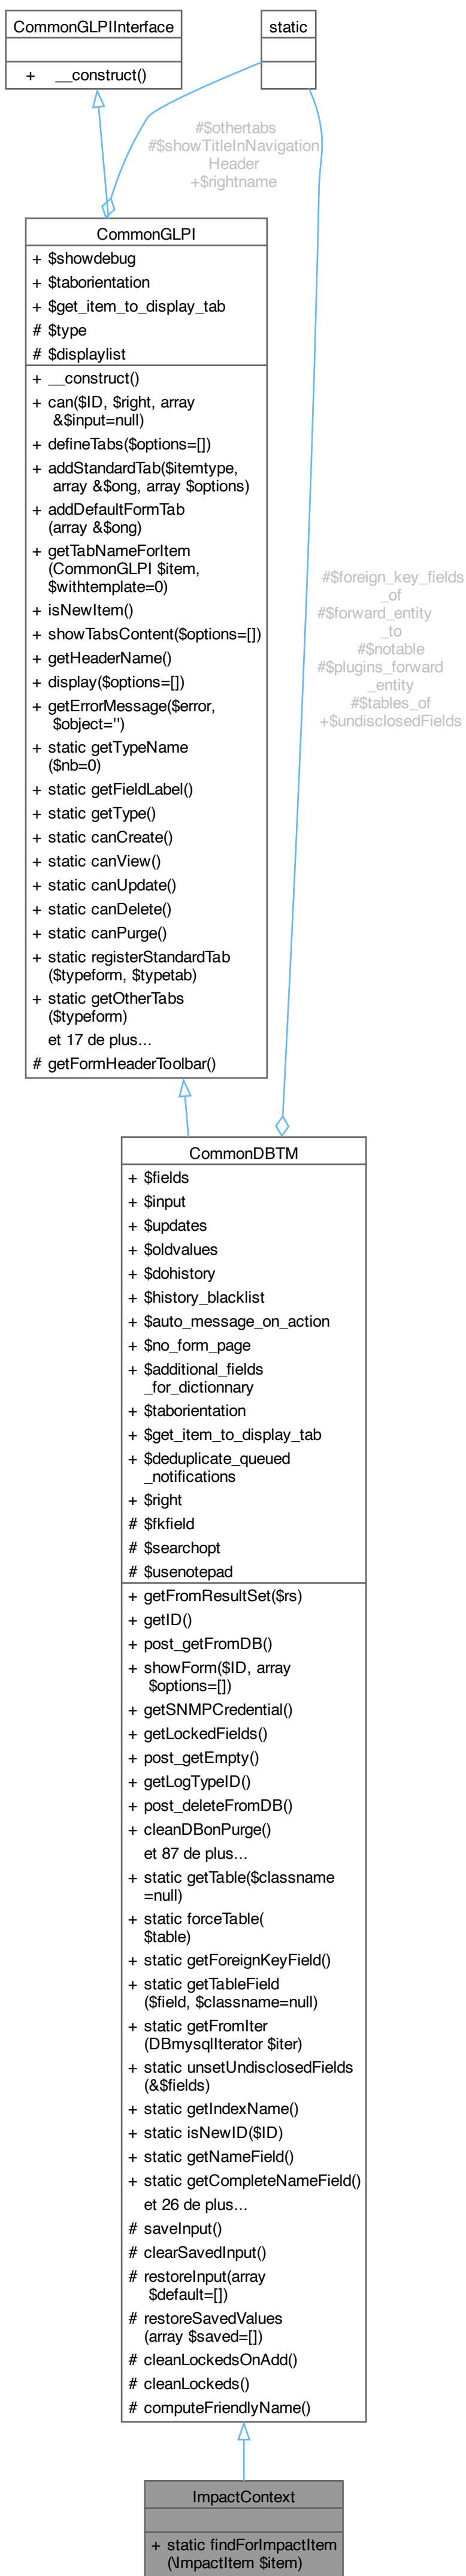 CommonGLPIInterface
static
+ __construct()
#$othertabs
#$showTitleInNavigation
Header
+$rightname
CommonGLPI
+ $showdebug
+ $taborientation
+ $get_item_to_display_tab
# $type
# $displaylist
+ __construct()
+ can($ID, $right, array
&$input=null)
+ defineTabs($options=[])
+ addStandardTab($itemtype,
array &$ong, array $options)
+ addDefaultFormTab
(array &$ong)
+ getTabNameForItem
(CommonGLPI $item,
$withtemplate=0)
+ isNewItem()
+ showTabsContent($options=[])
+ getHeaderName()
+ display($options=[])
+ getErrorMessage($error,
$object='')
+ static getTypeName
($nb=0)
+ static getFieldLabel()
+ static getType()
+ static canCreate()
+ static canView()
+ static canUpdate()
+ static canDelete()
+ static canPurge()
+ static registerStandardTab
($typeform, $typetab)
+ static getOtherTabs
($typeform)
et 17 de plus...
# getFormHeaderToolbar()
#$foreign_key_fields
_of
#$forward_entity
_to
#$notable
#$plugins_forward
_entity
#$tables_of
+$undisclosedFields
CommonDBTM
+ $fields
+ $input
+ $updates
+ $oldvalues
+ $dohistory
+ $history_blacklist
+ $auto_message_on_action
+ $no_form_page
+ $additional_fields
_for_dictionnary
+ $taborientation
+ $get_item_to_display_tab
+ $deduplicate_queued
_notifications
+ $right
# $fkfield
# $searchopt
# $usenotepad
+ getFromResultSet($rs)
+ getID()
+ post_getFromDB()
+ showForm($ID, array
$options=[])
+ getSNMPCredential()
+ getLockedFields()
+ post_getEmpty()
+ getLogTypeID()
+ post_deleteFromDB()
+ cleanDBonPurge()
et 87 de plus...
+ static getTable($classname
=null)
+ static forceTable(
$table)
+ static getForeignKeyField()
+ static getTableField
($field, $classname=null)
+ static getFromIter
(DBmysqlIterator $iter)
+ static unsetUndisclosedFields
(&$fields)
+ static getIndexName()
+ static isNewID($ID)
+ static getNameField()
+ static getCompleteNameField()
et 26 de plus...
# saveInput()
# clearSavedInput()
# restoreInput(array
$default=[])
# restoreSavedValues
(array $saved=[])
# cleanLockedsOnAdd()
# cleanLockeds()
# computeFriendlyName()
ImpactContext
+ static findForImpactItem
(\ImpactItem $item)